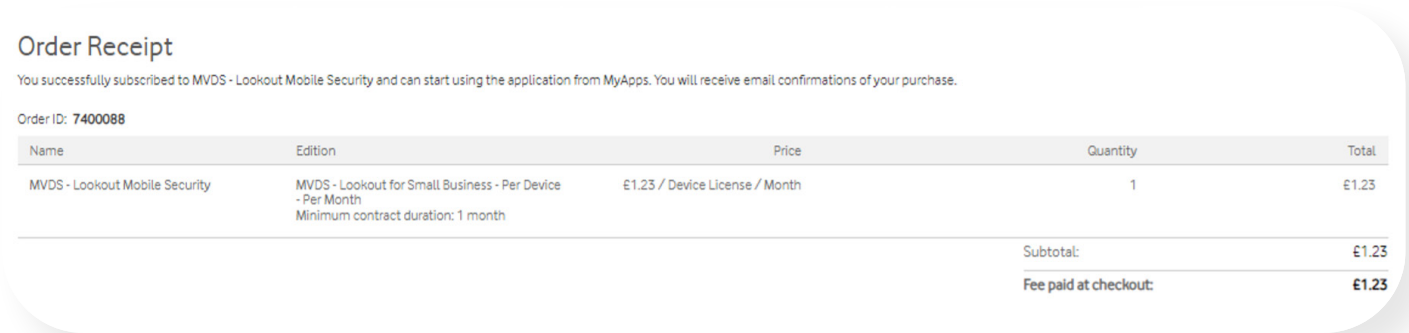 Order Receipt
You successfully subscribed to MVDS - Lookout Mobile Security and can start using the application from MyApps. You will receive email confirmations of your purchase.
Order ID: 7400088
Name Edition Price Quantity Total
MVDS - Lookout Mobile Security MVDS - Lookout for Small Business - Per Device £1.23 / Device License / Month 1 £1.23
- Per Month
Minimum contract duration: 1 month
Subtotal: £1.23
Fee paid at checkout: £1.23